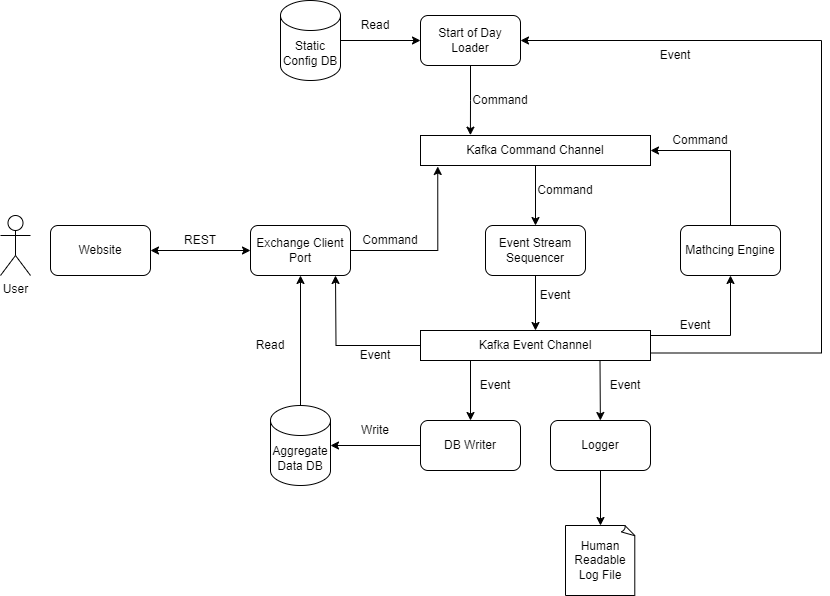 Read
Static
Config DB
Start of Day
Loader
Event
Command
Kafka Command Channel
Command
Command
User
Website
REST
Exchange Client
Port
Command
Event Stream
Sequencer
Mathcing Engine
Event
Event
Kafka Event Channel
Read
Event
Event
Event
Aggregate
Data DB
Write
DB Writer
Logger
Human
Readable
Log File